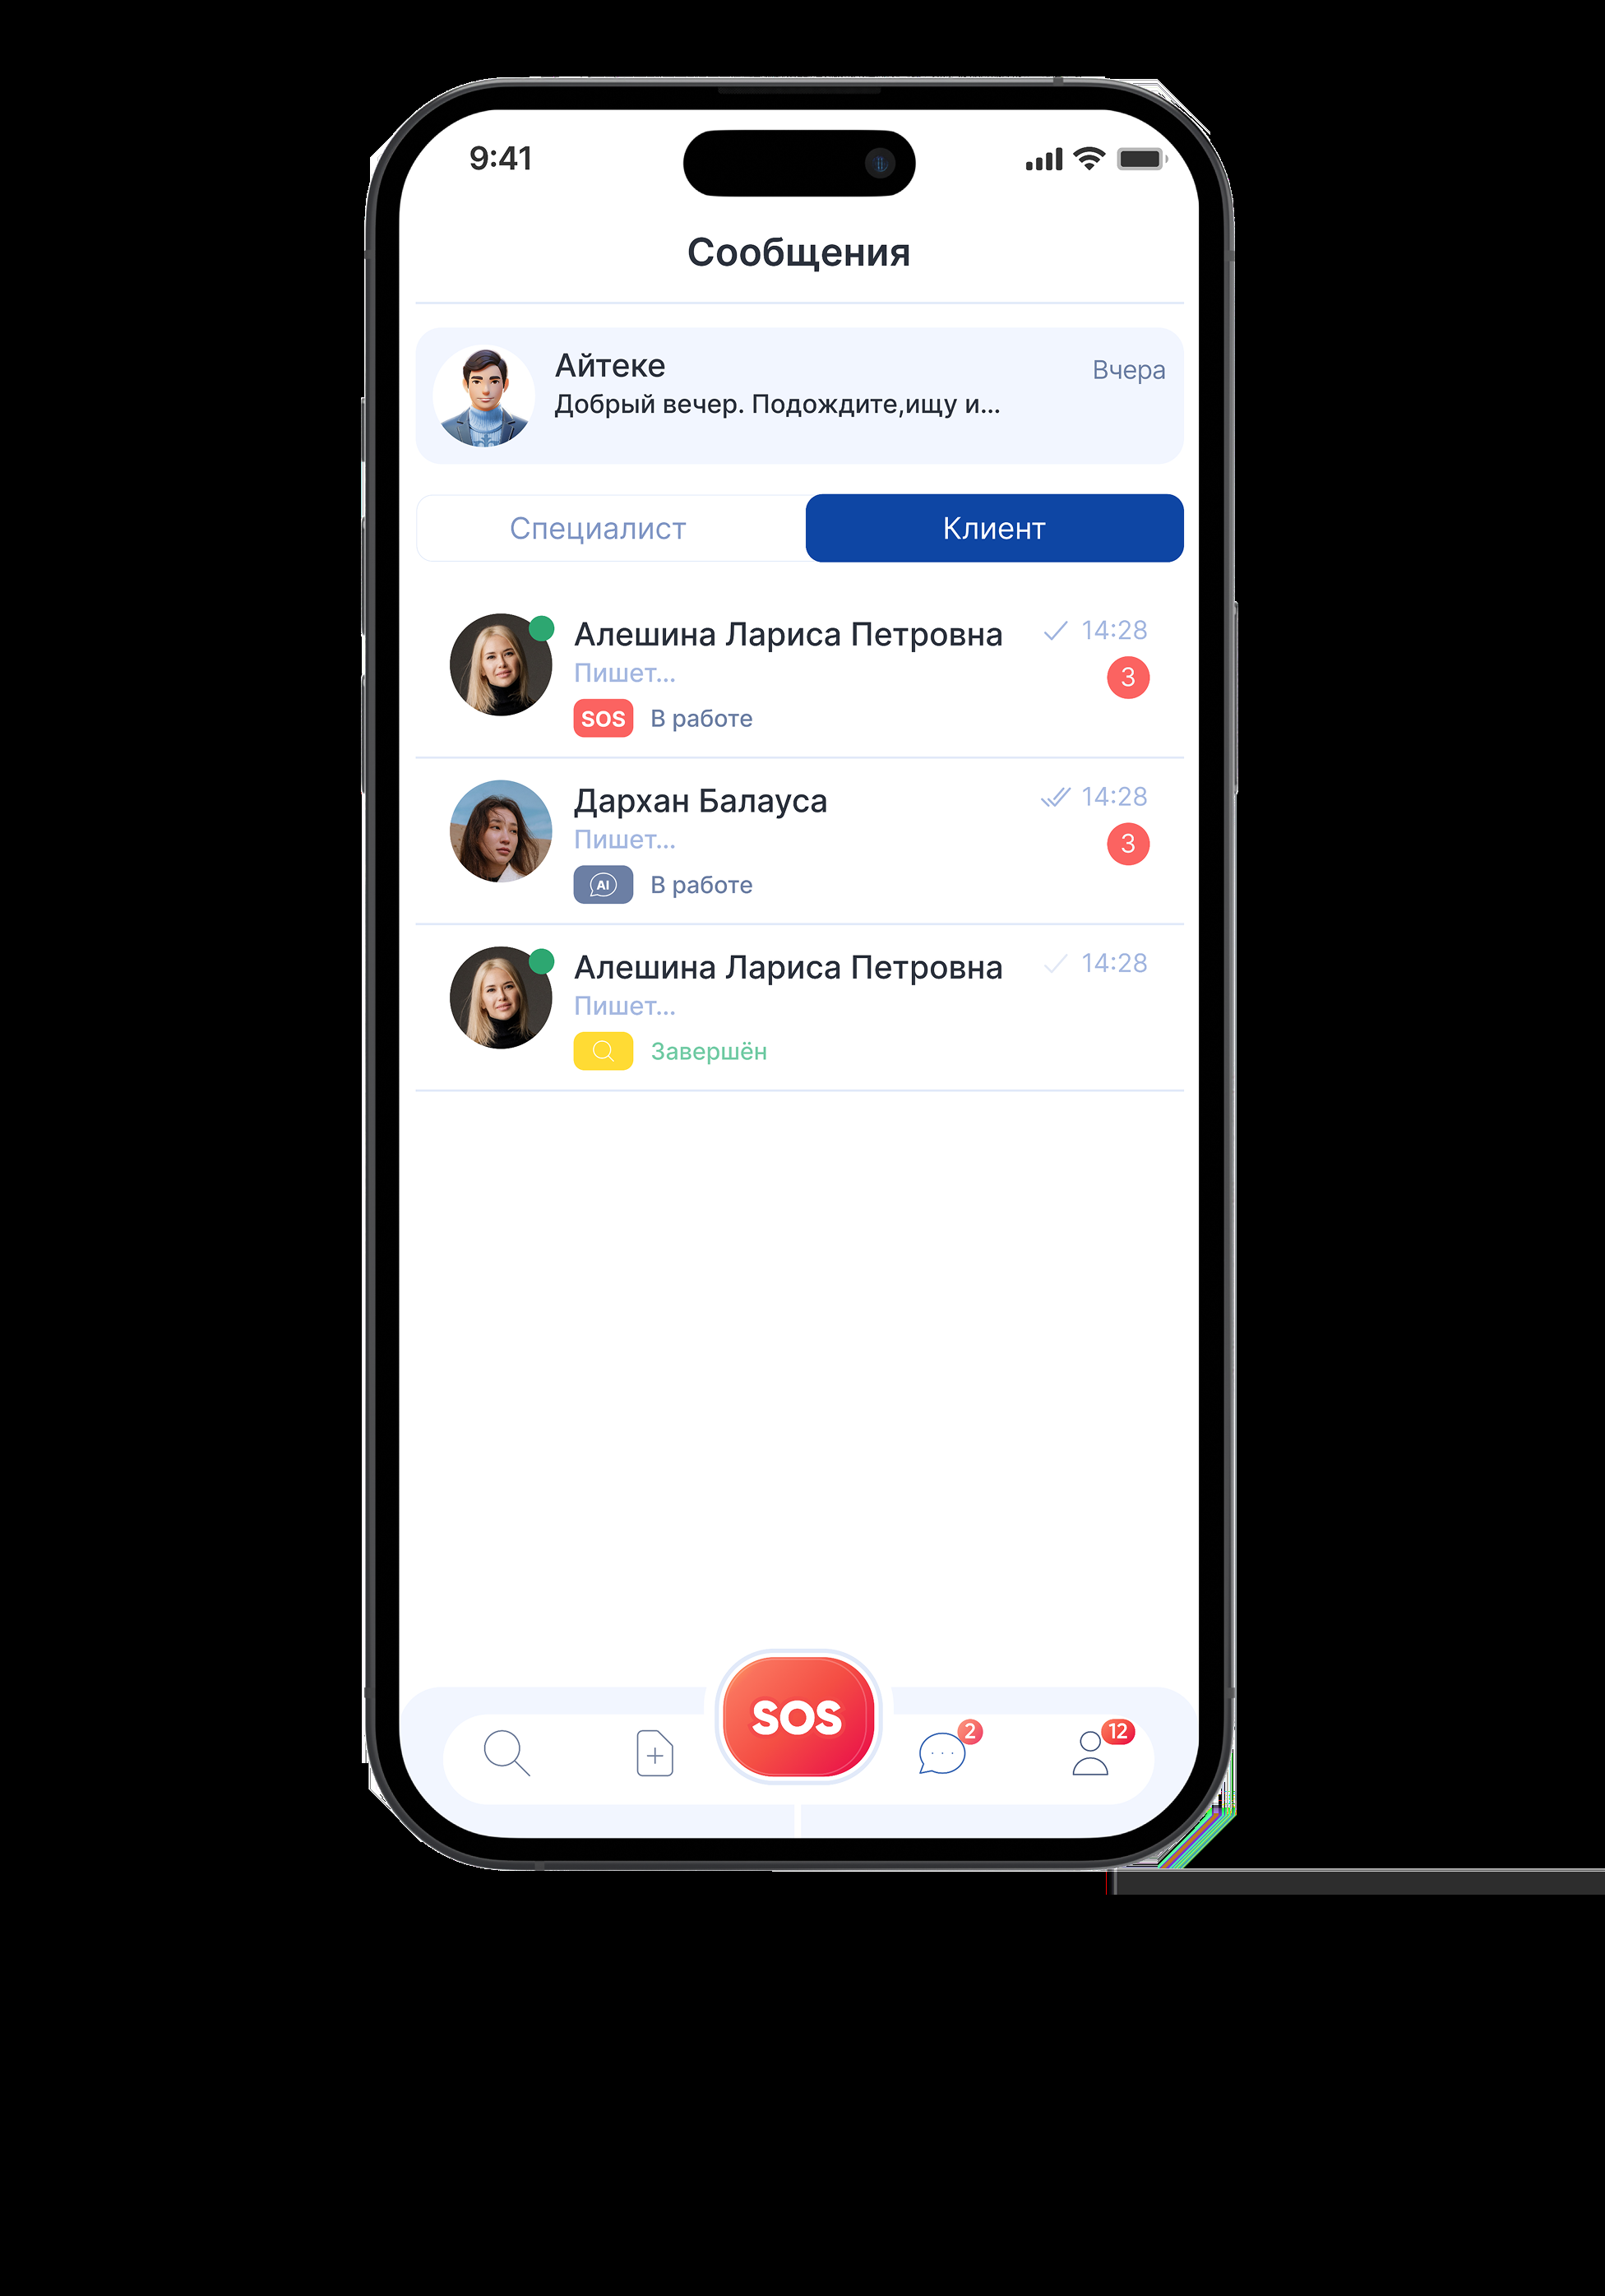 9:41
Сообщения
Айтеке
Вчера
Добрый вечер. Подождите,ищу и...
Специалист
Клиент
Алешина Лариса Петровна
14:28
Пишет...
3
SOS
В работе
Дархан Балауса
14:28
Пишет...
3
AI
В работе
Алешина Лариса Петровна
14:28
Пишет...
Завершён
SOS
2
12